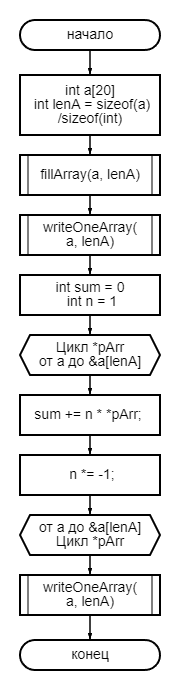 начало
int a[20]
int lenA = sizeof(a)
/sizeof(int)
fillArray(a, lenA)
writeOneArray(
a, lenA)
int sum = 0
int n = 1
Цикл *pArr
от a до &a[lenA]
sum += n * *pArr;
n *= -1;
от a до &a[lenA]
Цикл *pArr
writeOneArray(
a, lenA)
конец